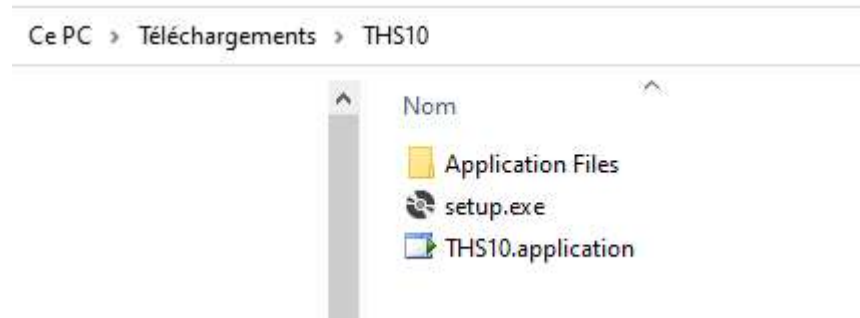 Ce PC > Téléchargements > THS10
Nom
Application Files
setup.exe
THS10.application